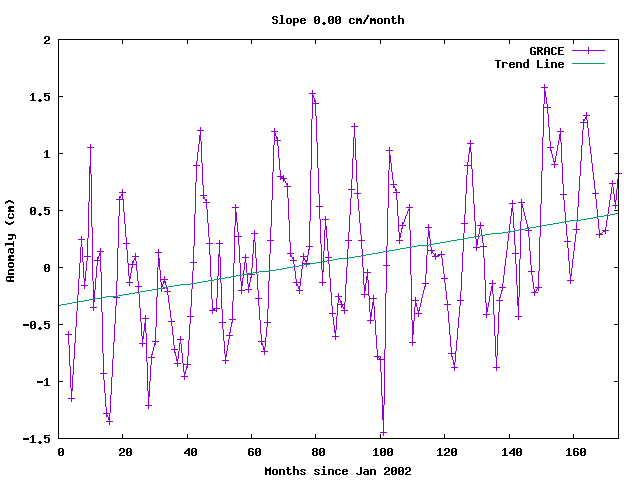 Slope 0.00 cm/month
GRACE
Trend Line
2
1.5
1
0.5
0
-0.5
-1
-1.5
Anomaly (cm)
0 20 40 60 80 100 120 140 160
Months since Jan 2002